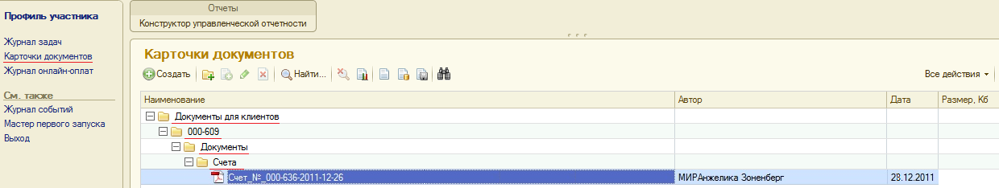 Профиль участника
Журнал задач
Карточки документов
Журнал онлайн-оплат
См. также
Журнал событий
Мастер первого запуска
Выход
Отчеты
Конструктор управленческой отчетности
Карточки документов
Создать Найти... Все действия
Наименование Автор Дата Размер, Кб
Документы для клиентов
000-609
Документы
Счета
Счет_№_000-636-2011-12-26 МИРАнжелика Зоненберг 28.12.2011